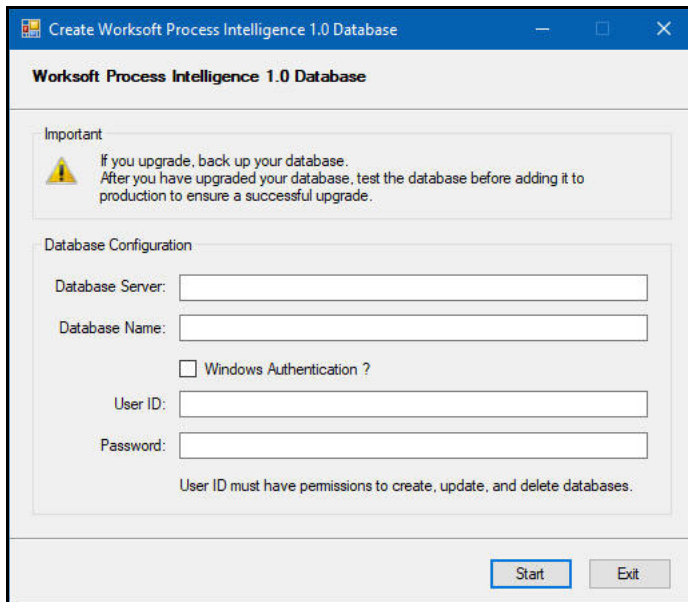 Create Worksoft Process Intelligence 1.0 Database
Worksoft Process Intelligence 1.0 Database
Important
If you upgrade, back up your database.
After you have upgraded your database, test the database before adding it to
production to ensure a successful upgrade.
Database Configuration
Database Server:
Database Name:
Windows Authentication ?
User ID:
Password:
User ID must have permissions to create, update, and delete databases.
Start Exit